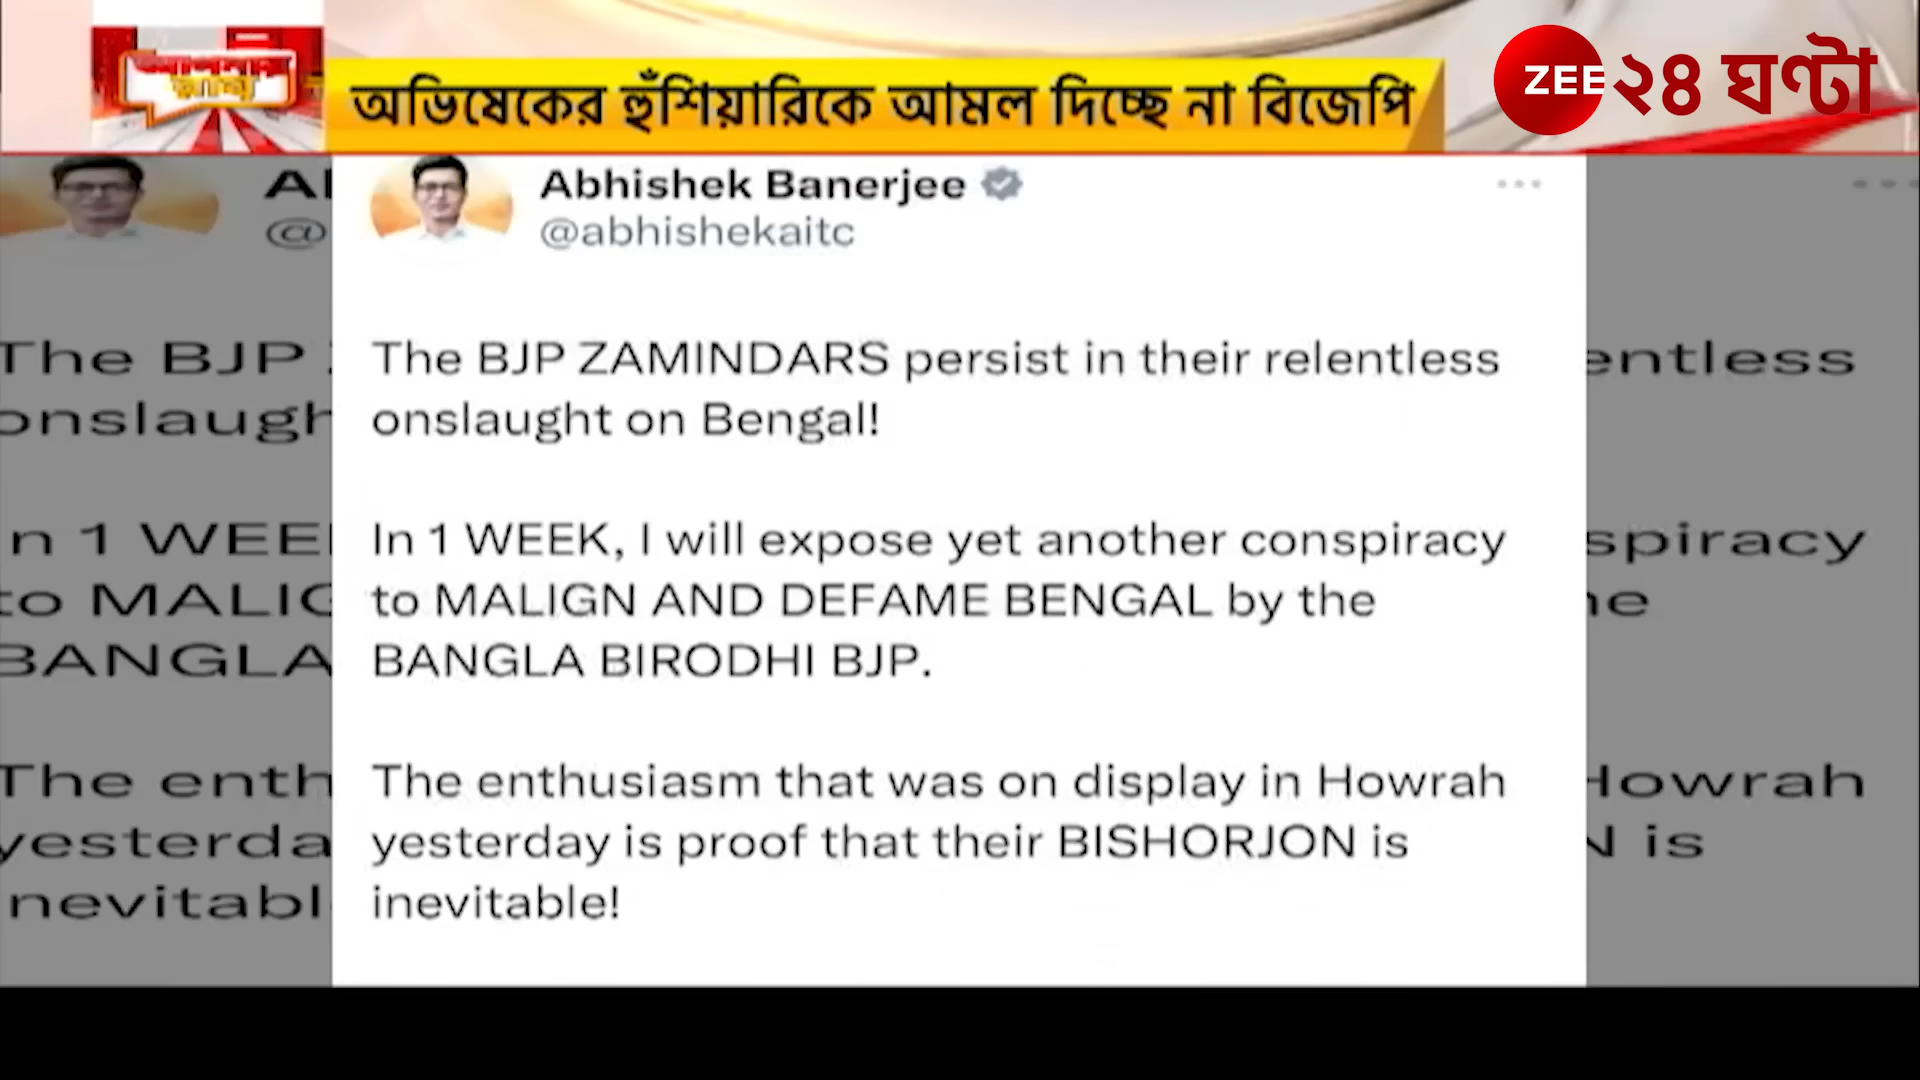 অভিষেকের হুঁশিয়ারিকে আমল দিচ্ছে না বিজেপি
ZEE ২৪ ঘণ্টা
Abhishek Banerjee
@abhishekaitc
The BJP ZAMINDARS persist in their relentless
onslaught on Bengal!
In 1 WEEK, I will expose yet another conspiracy
to MALIGN AND DEFAME BENGAL by the
BANGLA BIRODHI BJP.
The enthusiasm that was on display in Howrah
yesterday is proof that their BISHORJON is
inevitable!